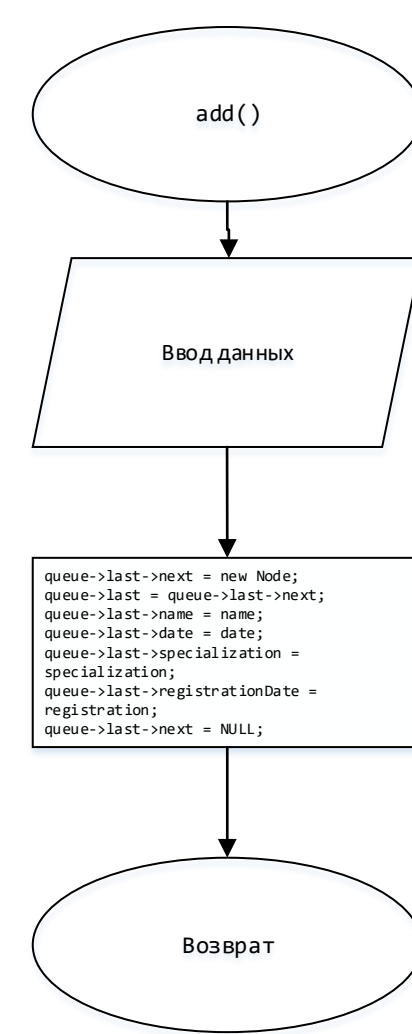 add()
Ввод данных
queue->last->next = new Node;
queue->last = queue->last->next;
queue->last->name = name;
queue->last->date = date;
queue->last->specialization =
specialization;
queue->last->registrationDate =
registration;
queue->last->next = NULL;
Возврат